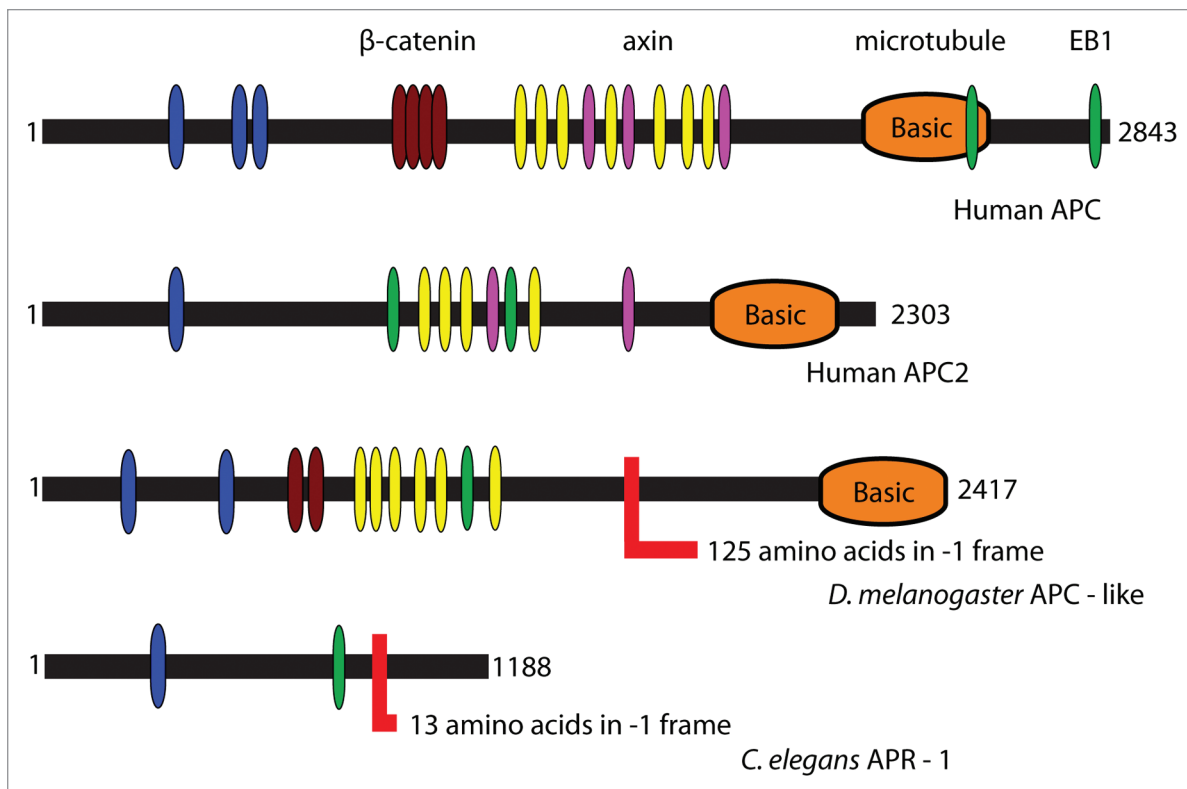 β-catenin axin microtubule EB1
1 Basic 2843
Human APC
1 Basic 2303
Human APC2
1 Basic 2417
125 amino acids in -1 frame
D. melanogaster APC - like
1 1188
13 amino acids in -1 frame
C. elegans APR - 1